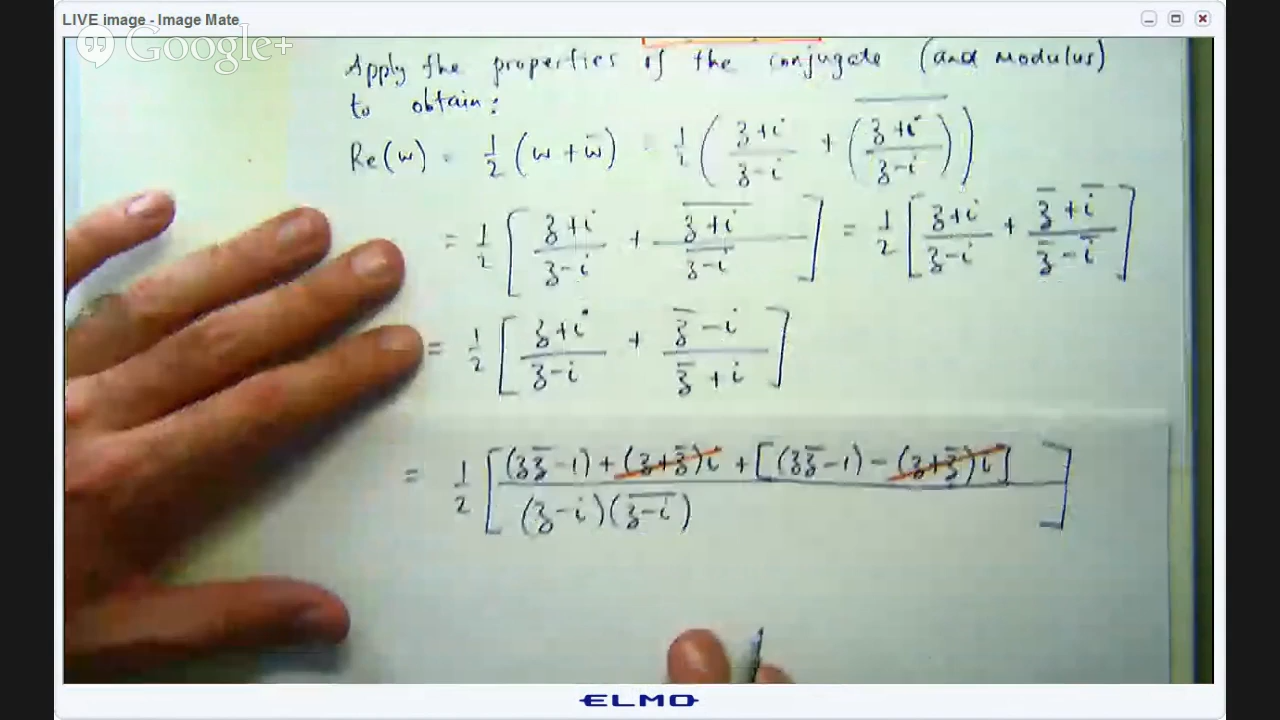 LIVE image - Image Mate
Google+
Apply the properties of the conjugate (and modulus)
to obtain:
Re(w) = 1/2 (w + w̅) = 1/2 ( (z+i)/(z-i) + \overline{((z+i)/(z-i))} )
= 1/2 [ (z+i)/(z-i) + \overline{z+i}/\overline{z-i} ] = 1/2 [ (z+i)/(z-i) + (z̅+i̅)/(z̅-i̅) ]
= 1/2 [ (z+i)/(z-i) + (z̅-i)/(z̅+i) ]
= 1/2 [ ((zz̅-1)+(z+z̅)i+[(zz̅-1)-(z+z̅)i]) / ((z-i)(\overline{z-i})) ]
ELMO